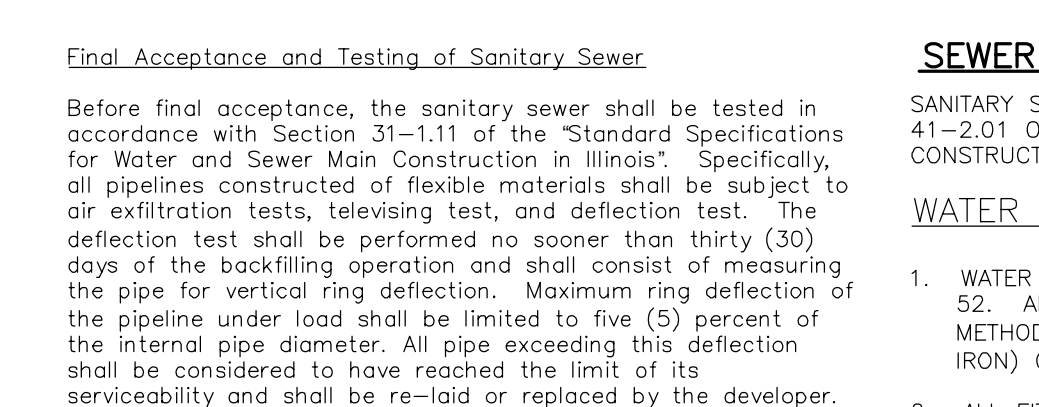 Final Acceptance and Testing of Sanitary Sewer
Before final acceptance, the sanitary sewer shall be tested in
accordance with Section 31–1.11 of the “Standard Specifications
for Water and Sewer Main Construction in Illinois”.  Specifically,
all pipelines constructed of flexible materials shall be subject to
air exfiltration tests, televising test, and deflection test.  The
deflection test shall be performed no sooner than thirty (30)
days of the backfilling operation and shall consist of measuring
the pipe for vertical ring deflection.  Maximum ring deflection of
the pipeline under load shall be limited to five (5) percent of
the internal pipe diameter. All pipe exceeding this deflection
shall be considered to have reached the limit of its
serviceability and shall be re–laid or replaced by the developer.
SEWER
SANITARY
41–2.01
CONSTRUCT
WATER
1. WATER
52.
METHOD
IRON)